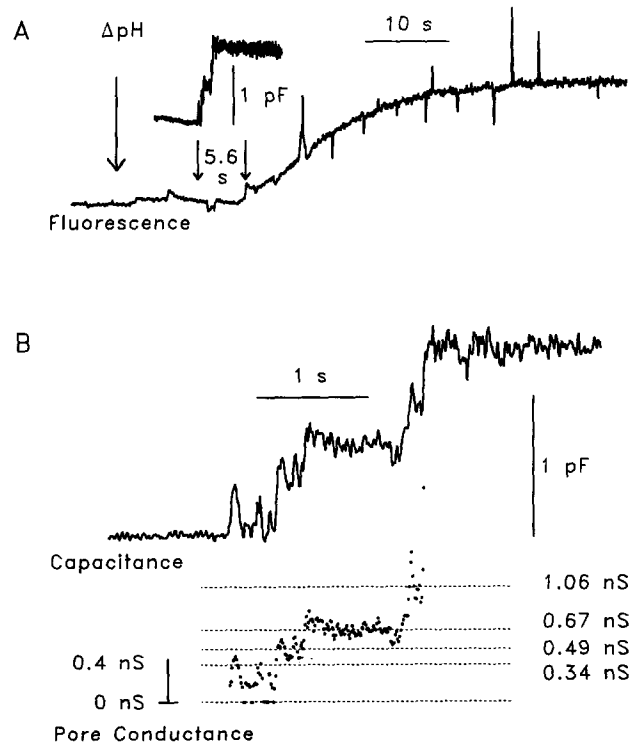 A
ΔpH
10 s
1 pF
5.6
s
Fluorescence
B
1 s
1 pF
Capacitance
1.06 nS
0.67 nS
0.49 nS
0.4 nS
0.34 nS
0 nS
Pore Conductance